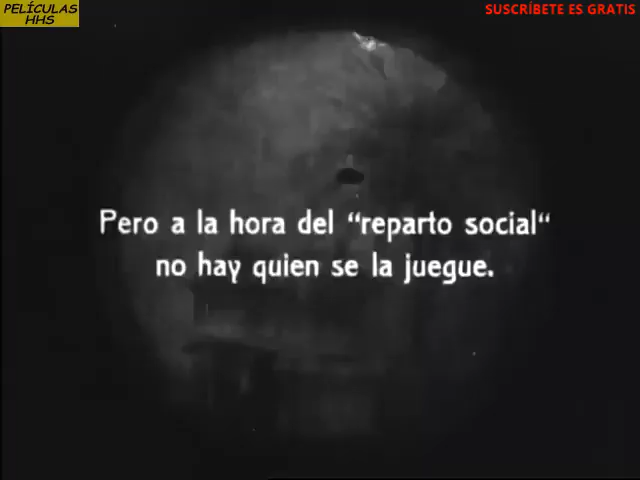 PELÍCULAS
HHS
SUSCRÍBETE ES GRATIS
Pero a la hora del “reparto social“
no hay quien se la juegue.